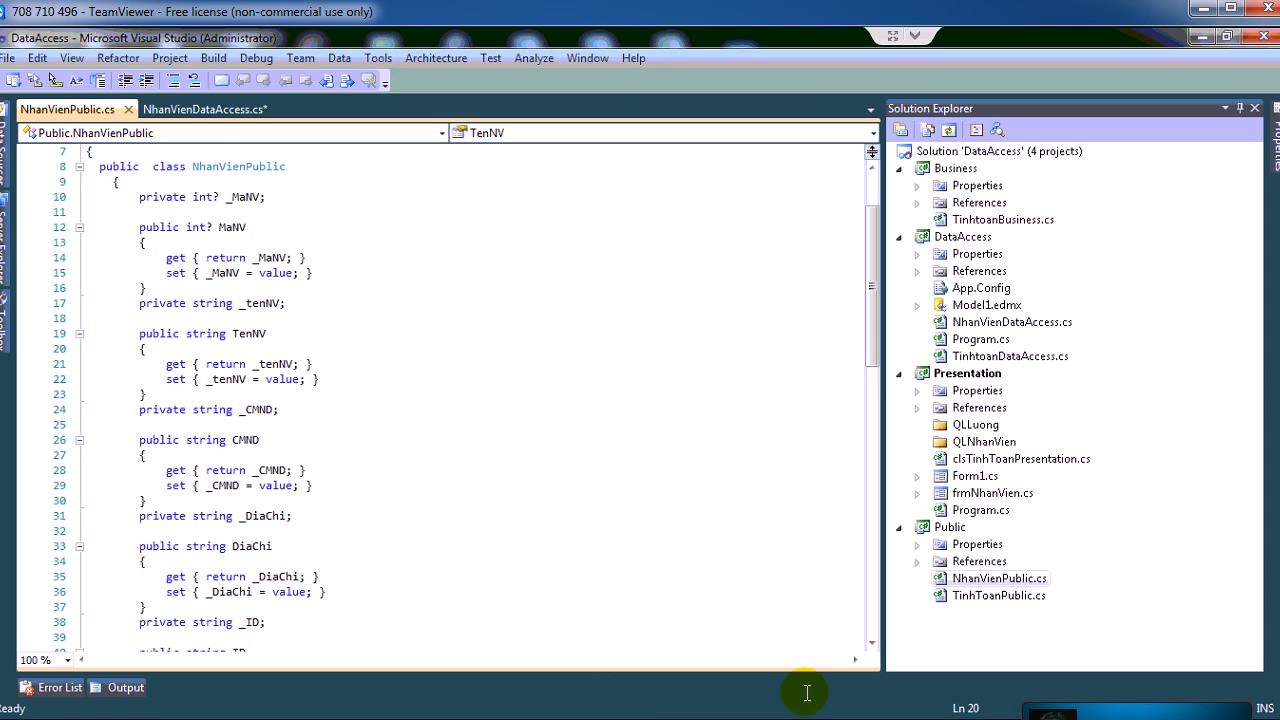 708 710 496 - TeamViewer - Free license (non-commercial use only)
DataAccess - Microsoft Visual Studio (Administrator)
File Edit View Refactor Project Build Debug Team Data Tools Architecture Test Analyze Window Help
NhanVienPublic.cs NhanVienDataAccess.cs*
Public.NhanVienPublic TenNV
7 {
8 public class NhanVienPublic
9 {
10 private int? _MaNV;
11
12 public int? MaNV
13 {
14 get { return _MaNV; }
15 set { _MaNV = value; }
16 }
17 private string _tenNV;
18
19 public string TenNV
20 {
21 get { return _tenNV; }
22 set { _tenNV = value; }
23 }
24 private string _CMND;
25
26 public string CMND
27 {
28 get { return _CMND; }
29 set { _CMND = value; }
30 }
31 private string _DiaChi;
32
33 public string DiaChi
34 {
35 get { return _DiaChi; }
36 set { _DiaChi = value; }
37 }
38 private string _ID;
39
100 %
Solution Explorer
Solution 'DataAccess' (4 projects)
Business
Properties
References
TinhtoanBusiness.cs
DataAccess
Properties
References
App.Config
Model1.edmx
NhanVienDataAccess.cs
Program.cs
TinhtoanDataAccess.cs
Presentation
Properties
References
QLLuong
QLNhanVien
clsTinhToanPresentation.cs
Form1.cs
frmNhanVien.cs
Program.cs
Public
Properties
References
NhanVienPublic.cs
TinhToanPublic.cs
Data Sources
Server Explorer
Toolbox
Error List Output
Ready Ln 20 INS